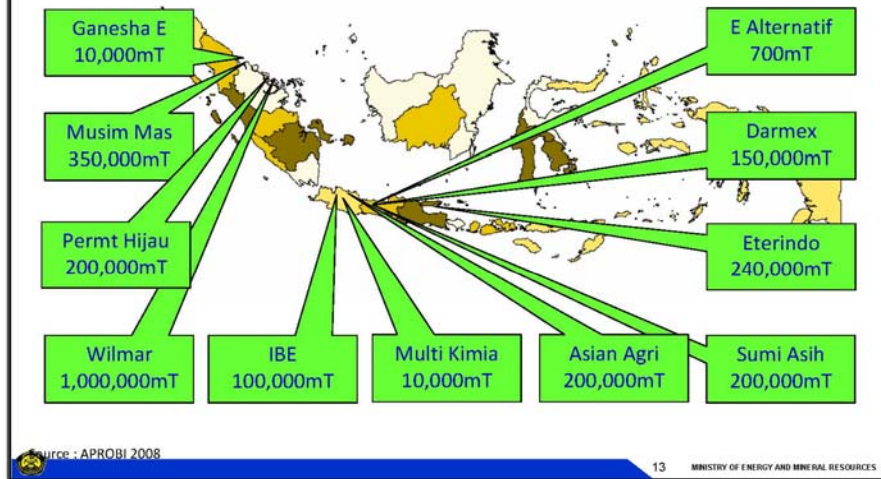 Ganesha E
10,000mT
E Alternatif
700mT
Musim Mas
350,000mT
Darmex
150,000mT
Permt Hijau
200,000mT
Eterindo
240,000mT
Wilmar
1,000,000mT
IBE
100,000mT
Multi Kimia
10,000mT
Asian Agri
200,000mT
Sumi Asih
200,000mT
Source : APROBI 2008
13
MINISTRY OF ENERGY AND MINERAL RESOURCES